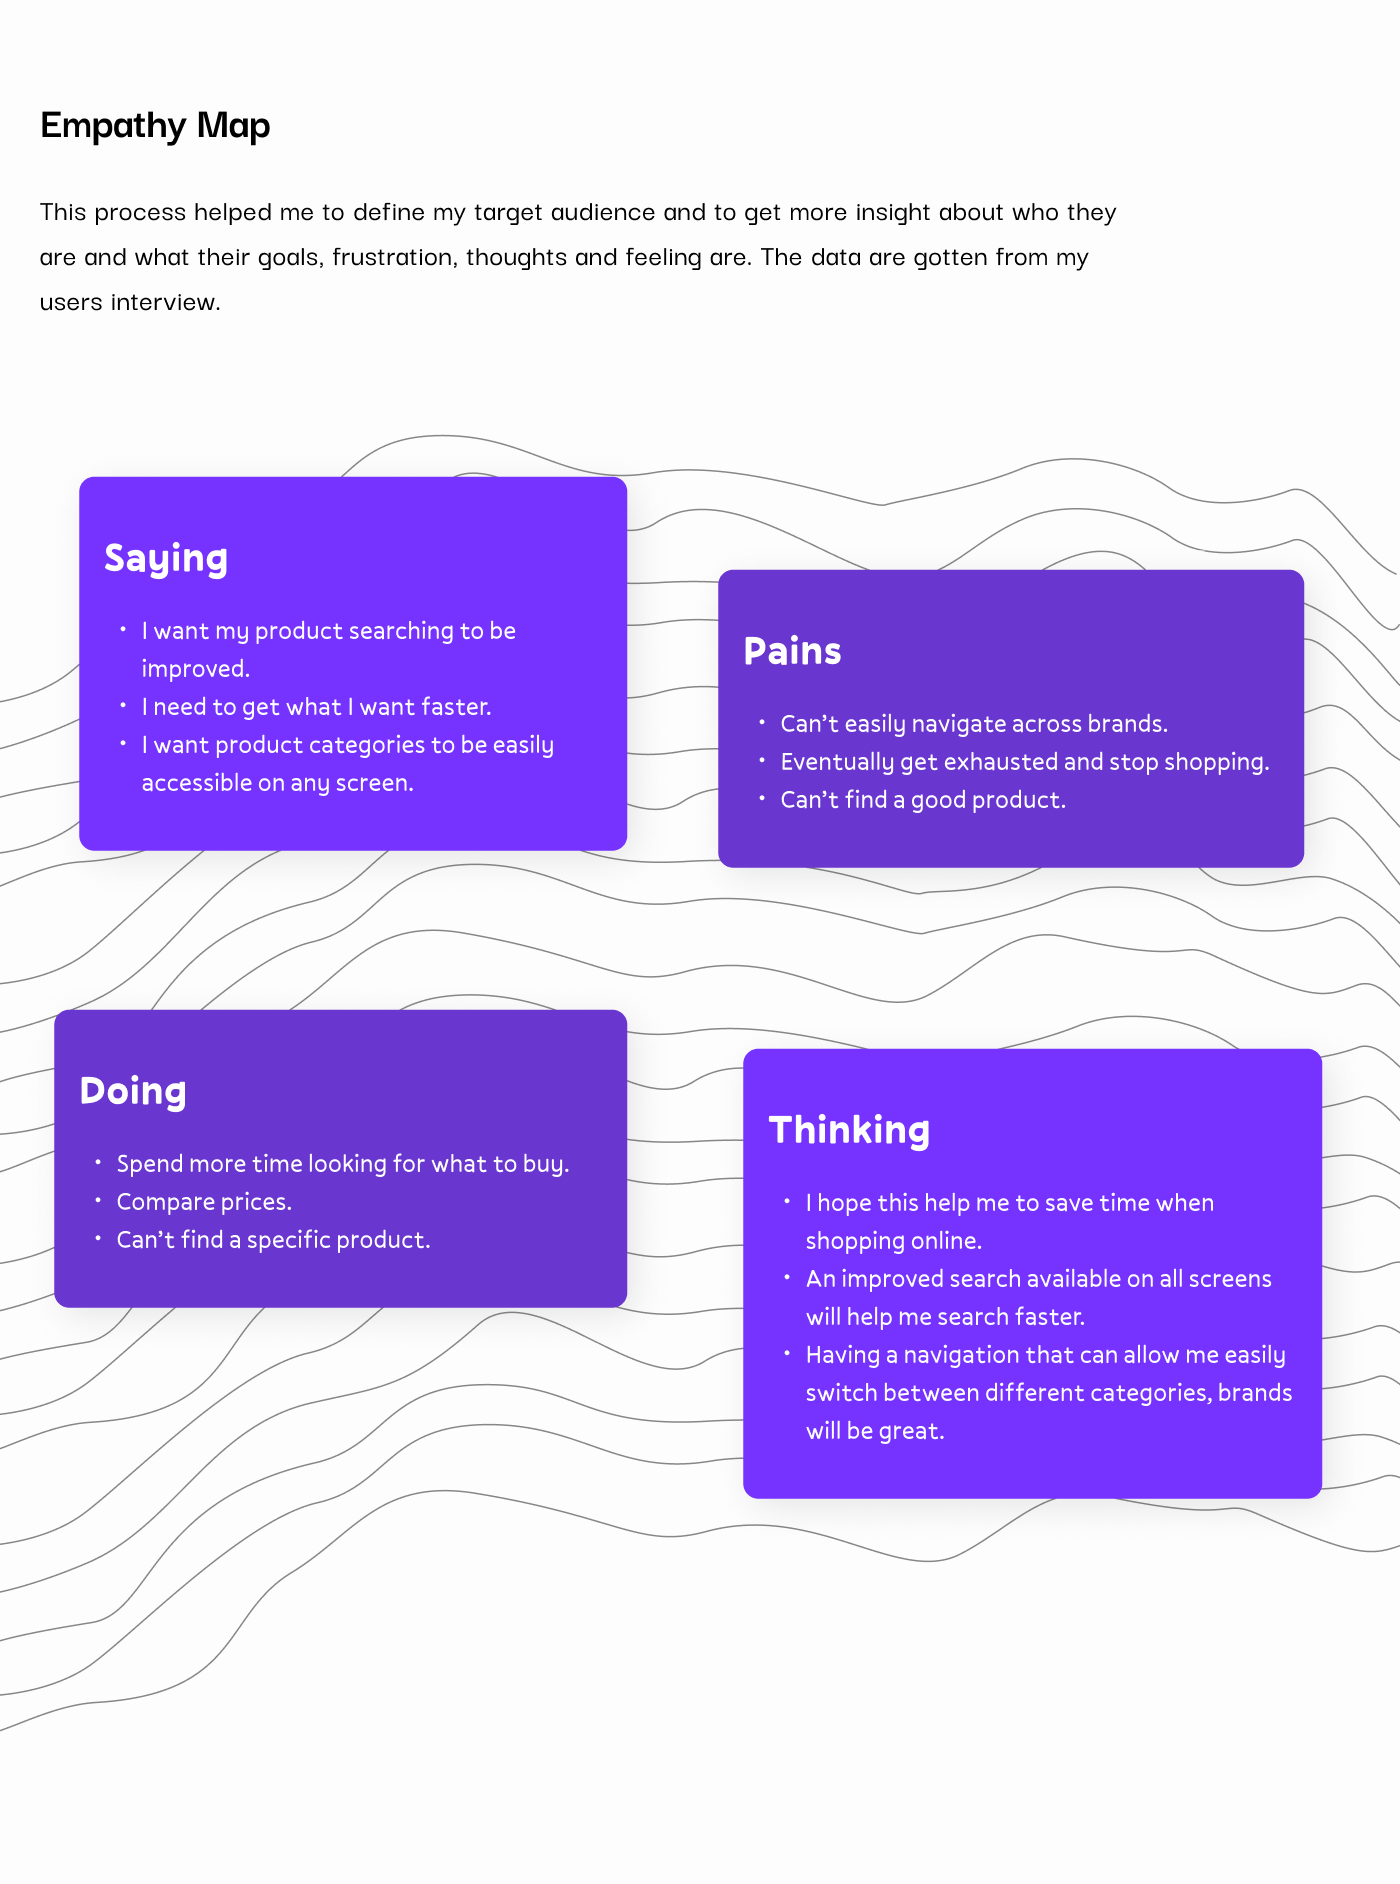 Empathy Map
This process helped me to define my target audience and to get more insight about who they
are and what their goals, frustration, thoughts and feeling are. The data are gotten from my
users interview.
Saying
• I want my product searching to be
improved.
• I need to get what I want faster.
• I want product categories to be easily
accessible on any screen.
Pains
• Can’t easily navigate across brands.
• Eventually get exhausted and stop shopping.
• Can’t find a good product.
Doing
• Spend more time looking for what to buy.
• Compare prices.
• Can’t find a specific product.
Thinking
• I hope this help me to save time when
shopping online.
• An improved search available on all screens
will help me search faster.
• Having a navigation that can allow me easily
switch between different categories, brands
will be great.